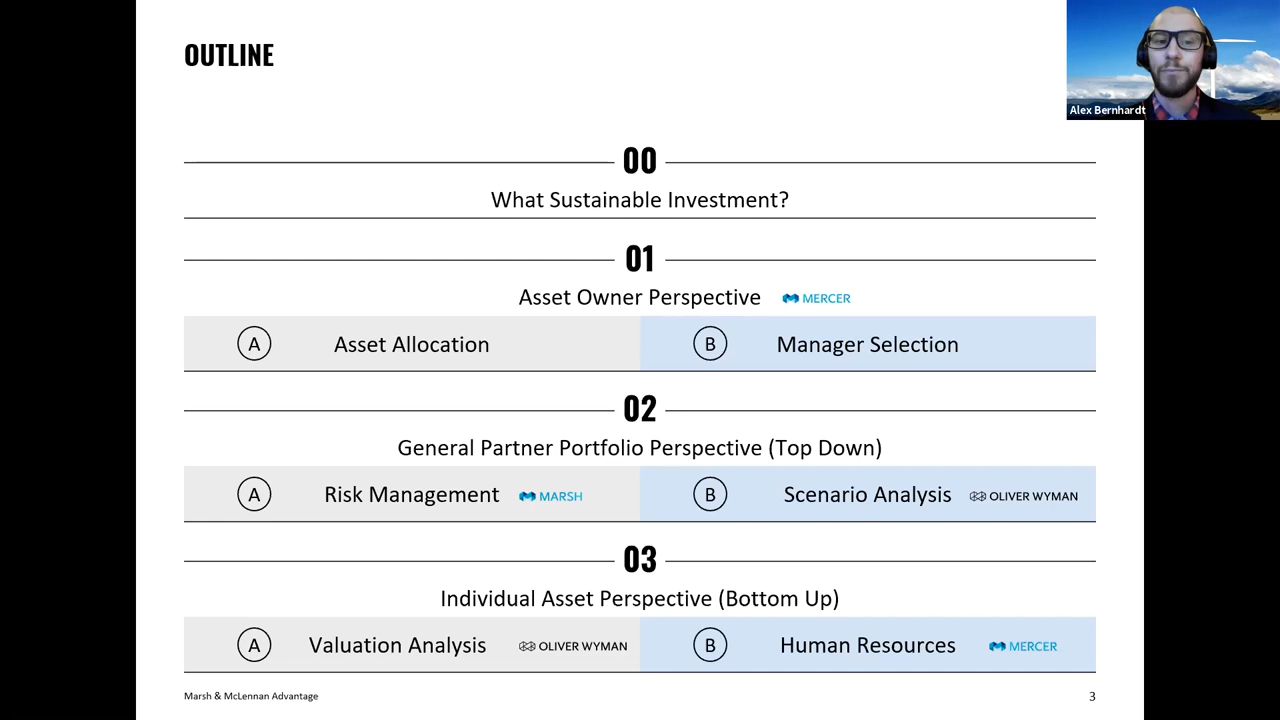 OUTLINE
Alex Bernhardt
00
What Sustainable Investment?
01
Asset Owner Perspective MERCER
A Asset Allocation B Manager Selection
02
General Partner Portfolio Perspective (Top Down)
A Risk Management MARSH B Scenario Analysis OLIVER WYMAN
03
Individual Asset Perspective (Bottom Up)
A Valuation Analysis OLIVER WYMAN B Human Resources MERCER
Marsh & McLennan Advantage 3